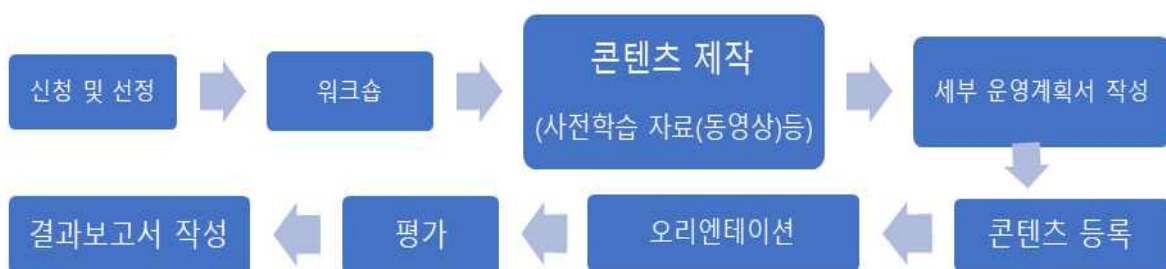 신청 및 선정
워크숍
콘텐츠 제작
(사전학습 자료(동영상)등)
세부 운영계획서 작성
콘텐츠 등록
오리엔테이션
평가
결과보고서 작성